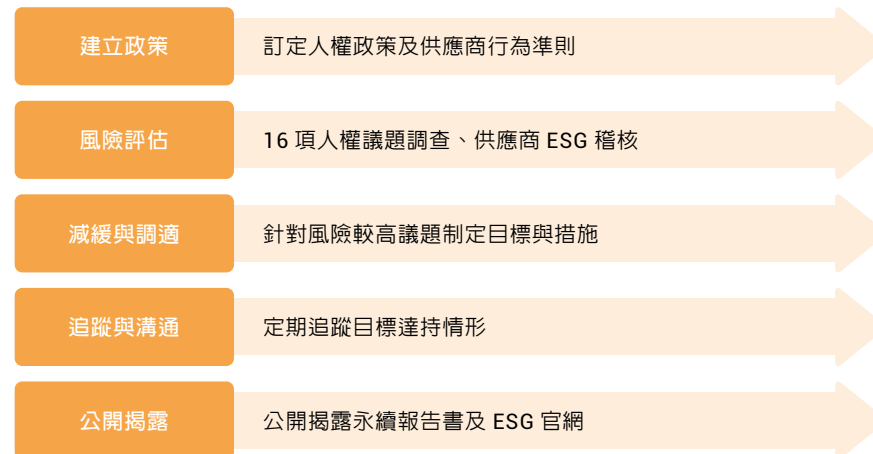 建立政策
訂定人權政策及供應商行為準則
風險評估
16 項人權議題調查、供應商 ESG 稽核
減緩與調適
針對風險較高議題制定目標與措施
追蹤與溝通
定期追蹤目標達持情形
公開揭露
公開揭露永續報告書及 ESG 官網